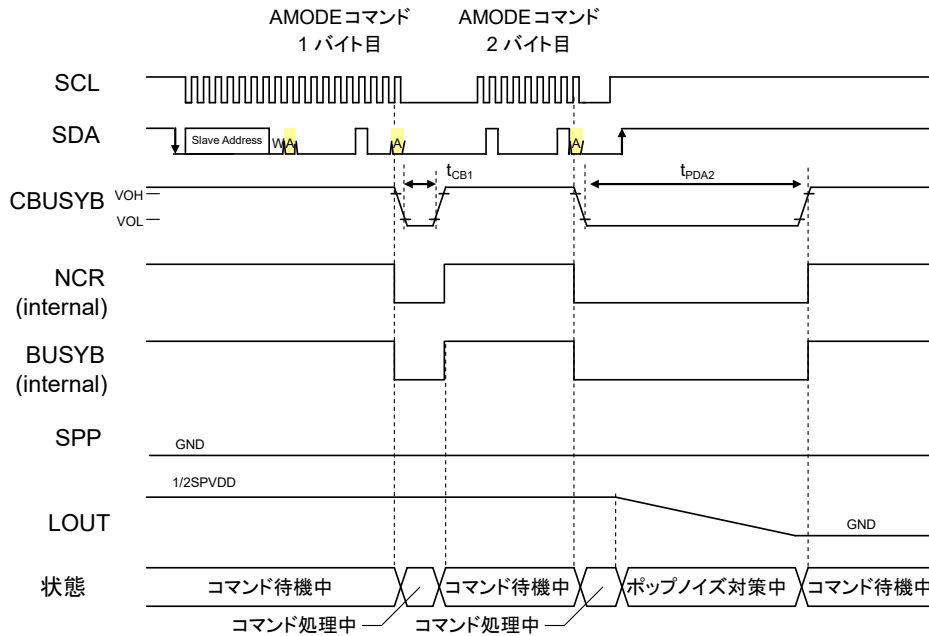 AMODEコマンド
1 バイト目
AMODEコマンド
2 バイト目
SCL
SDA
Slave Address
W
A
A
A
tCB1
tPDA2
CBUSYB
VOH
VOL
NCR
(internal)
BUSYB
(internal)
SPP
GND
1/2SPVDD
LOUT
GND
状態
コマンド待機中
コマンド待機中
ポップノイズ対策中
コマンド待機中
コマンド処理中
コマンド処理中